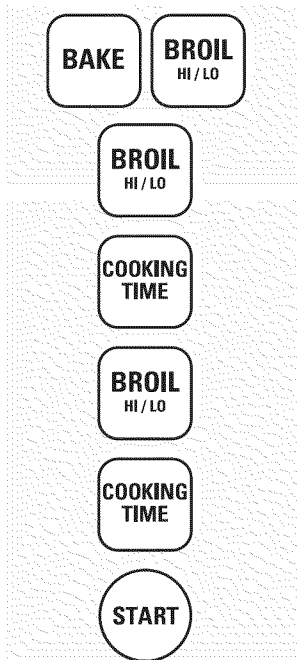 BAKE BROIL
HI / LO
BROIL
HI / LO
COOKING
TIME
BROIL
HI / LO
COOKING
TIME
START